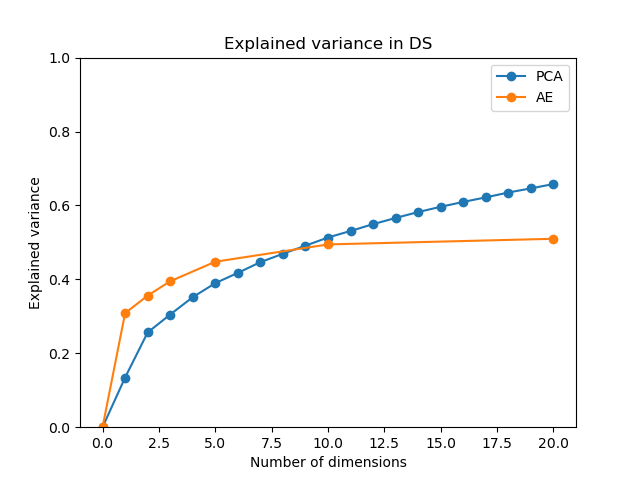 Explained variance in DS
PCA
AE
Explained variance
1.0
0.8
0.6
0.4
0.2
0.0
0.0 2.5 5.0 7.5 10.0 12.5 15.0 17.5 20.0
Number of dimensions